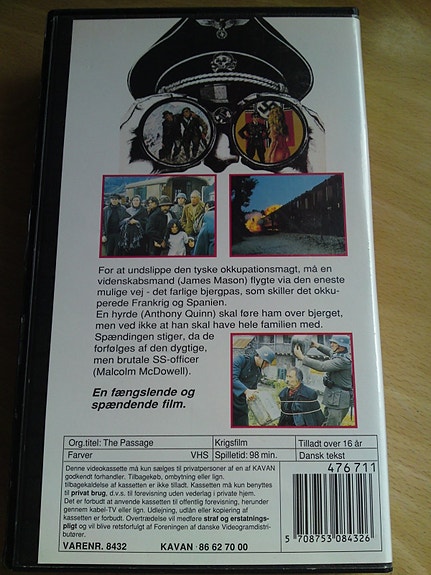 For at undslippe den tyske okkupationsmagt, må en
videnskabsmand (James Mason) flygte via den eneste
mulige vej - det farlige bjergpas, som skiller det okku-
perede Frankrig og Spanien.
En hyrde (Anthony Quinn) skal føre ham over bjerget,
men ved ikke at han skal have hele familien med.
Spændingen stiger, da de
forfølges af den dygtige,
men brutale SS-officer
(Malcolm McDowell).
En fængslende og
spændende film.
Org.titel: The Passage Krigsfilm Tilladt over 16 år
Farver VHS Spilletid: 98 min. Dansk tekst
Denne videokassette må kun sælges til privatpersoner af en af KAVAN
godkendt forhandler. Tilbagekøb, ombytning eller lign.
tilbagekaldelse af kassetten er ikke tilladt. Kassetten må kun benyttes
til privat brug, d.v.s. til forevisning uden vederlag i privat hjem.
Det er forbudt at anvende kassetten til offentlig forevisning, herunder
gennem kabel-TV eller lign. Udlejning, udlån eller kopiering af
kassetten er forbudt. Overtrædelse vil medføre straf og erstatnings-
pligt og vil blive retsforfulgt af Foreningen af danske Videogramdistri-
butører.
VARENR. 8432 KAVAN 86 62 70 00
476711
5 708753 084326